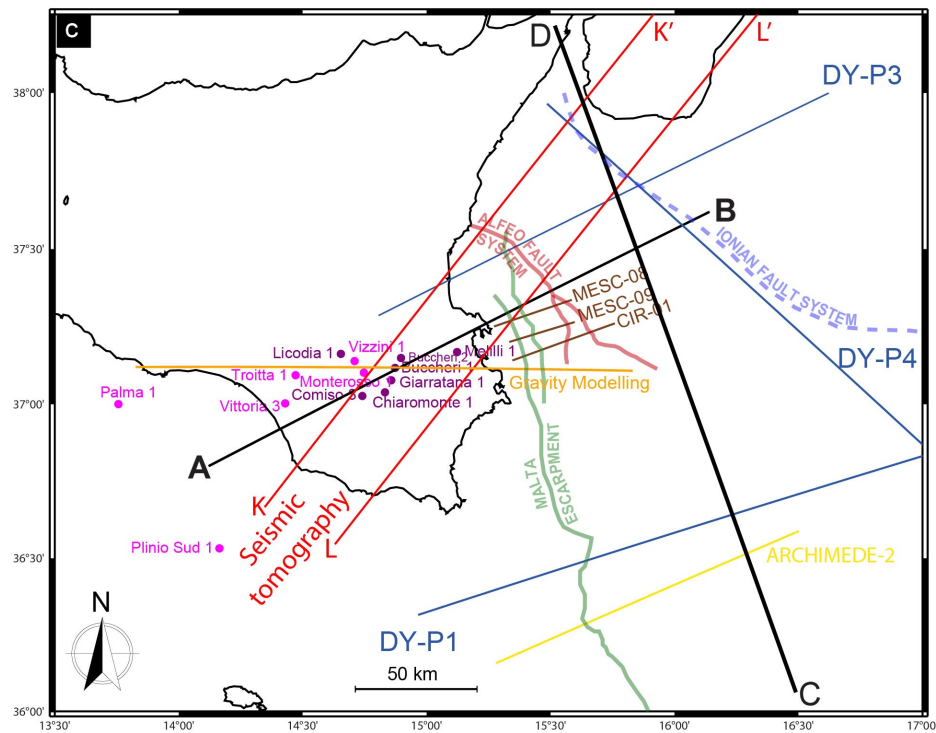 C
D
K'
L'
38°00'
DY-P3
B
ALFEO FAULT
SYSTEM
IONIAN FAULT SYSTEM
37°30'
MESC-08
MESC-09
CIR-01
Vizzini 1
Licodia 1
Buccheri 2
Melilli 1
Buccheri 1
DY-P4
Troitta 1
Monterosso 1
Giarratana 1
Gravity Modelling
Palma 1
Comiso 3
Chiaromonte 1
37°00'
Vittoria 3
A
MALTA
ESCARPMENT
K
Seismic
tomography
L
Plinio Sud 1
36°30'
ARCHIMEDE-2
N
DY-P1
50 km
C
36°00'
13°30'
14°00'
14°30'
15°00'
15°30'
16°00'
16°30'
17°00'